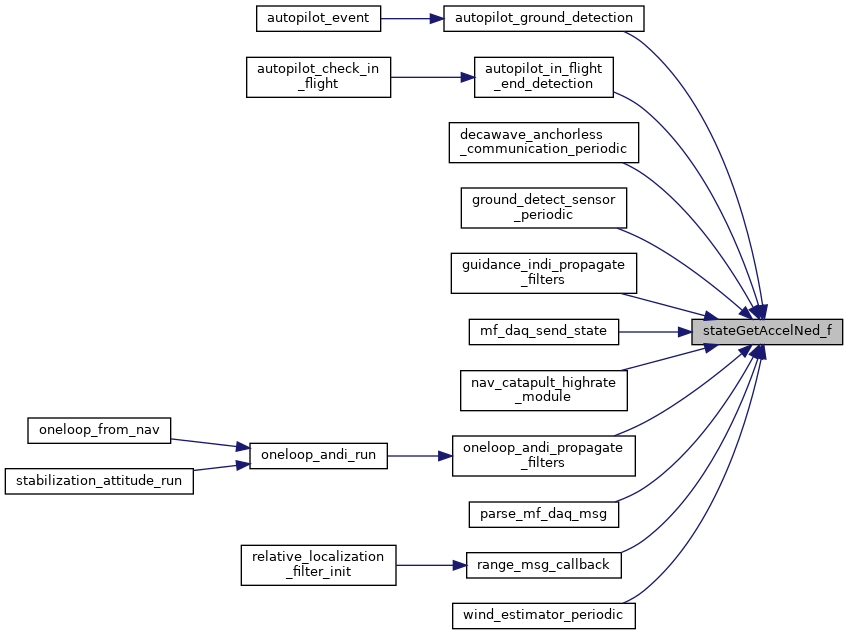 autopilot_event
autopilot_ground_detection
autopilot_check_in
_flight
autopilot_in_flight
_end_detection
decawave_anchorless
_communication_periodic
ground_detect_sensor
_periodic
guidance_indi_propagate
_filters
stateGetAccelNed_f
mf_daq_send_state
nav_catapult_highrate
_module
oneloop_from_nav
stabilization_attitude_run
oneloop_andi_run
oneloop_andi_propagate
_filters
parse_mf_daq_msg
relative_localization
_filter_init
range_msg_callback
wind_estimator_periodic